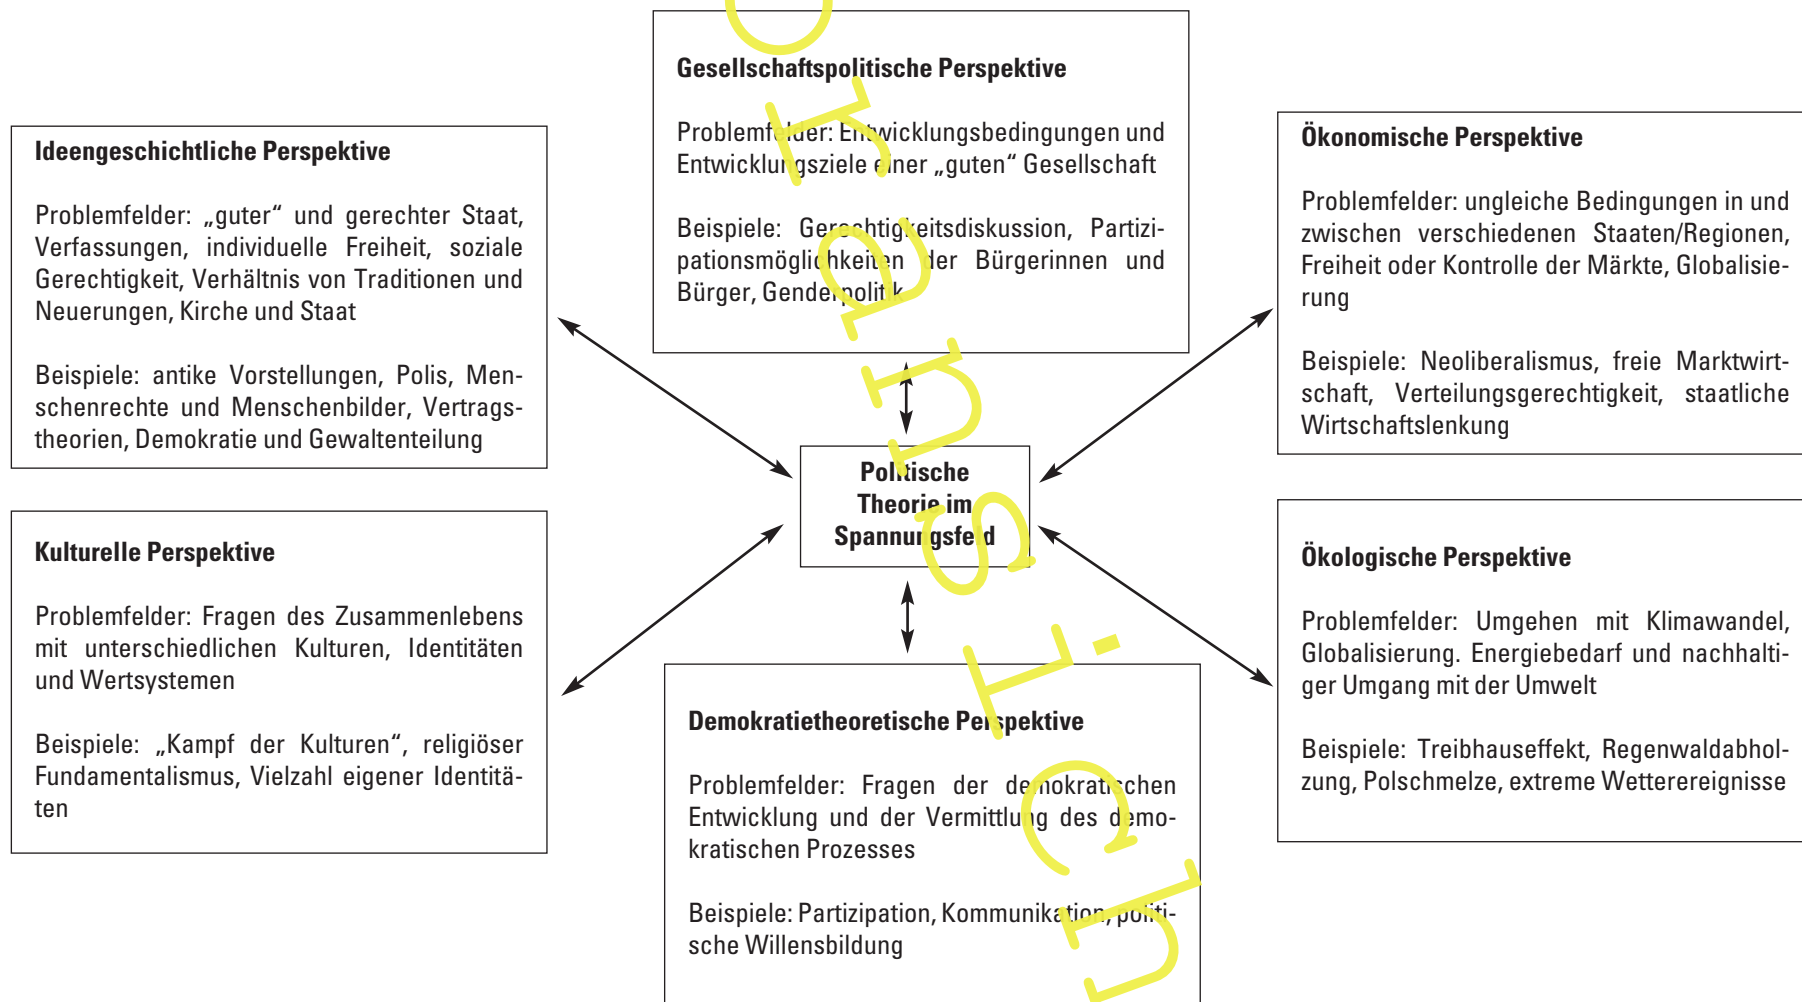 Gesellschaftspolitische Perspektive
Problemfelder: Entwicklungsbedingungen und
Entwicklungsziele einer „guten“ Gesellschaft
Beispiele: Gerechtigkeitsdiskussion, Partizi-
pationsmöglichkeiten der Bürgerinnen und
Bürger, Genderpolitik
Ideengeschichtliche Perspektive
Problemfelder: „guter“ und gerechter Staat,
Verfassungen, individuelle Freiheit, soziale
Gerechtigkeit, Verhältnis von Traditionen und
Neuerungen, Kirche und Staat
Beispiele: antike Vorstellungen, Polis, Men-
schenrechte und Menschenbilder, Vertrags-
theorien, Demokratie und Gewaltenteilung
Ökonomische Perspektive
Problemfelder: ungleiche Bedingungen in und
zwischen verschiedenen Staaten/Regionen,
Freiheit oder Kontrolle der Märkte, Globalisie-
rung
Beispiele: Neoliberalismus, freie Marktwirt-
schaft, Verteilungsgerechtigkeit, staatliche
Wirtschaftslenkung
Politische
Theorie im
Spannungsfeld
Kulturelle Perspektive
Problemfelder: Fragen des Zusammenlebens
mit unterschiedlichen Kulturen, Identitäten
und Wertsystemen
Beispiele: „Kampf der Kulturen“, religiöser
Fundamentalismus, Vielzahl eigener Identitä-
ten
Ökologische Perspektive
Problemfelder: Umgehen mit Klimawandel,
Globalisierung. Energiebedarf und nachhalti-
ger Umgang mit der Umwelt
Beispiele: Treibhauseffekt, Regenwaldabhol-
zung, Polschmelze, extreme Wetterereignisse
Demokratietheoretische Perspektive
Problemfelder: Fragen der demokratischen
Entwicklung und der Vermittlung des demo-
kratischen Prozesses
Beispiele: Partizipation, Kommunikation, politi-
sche Willensbildung
oransich